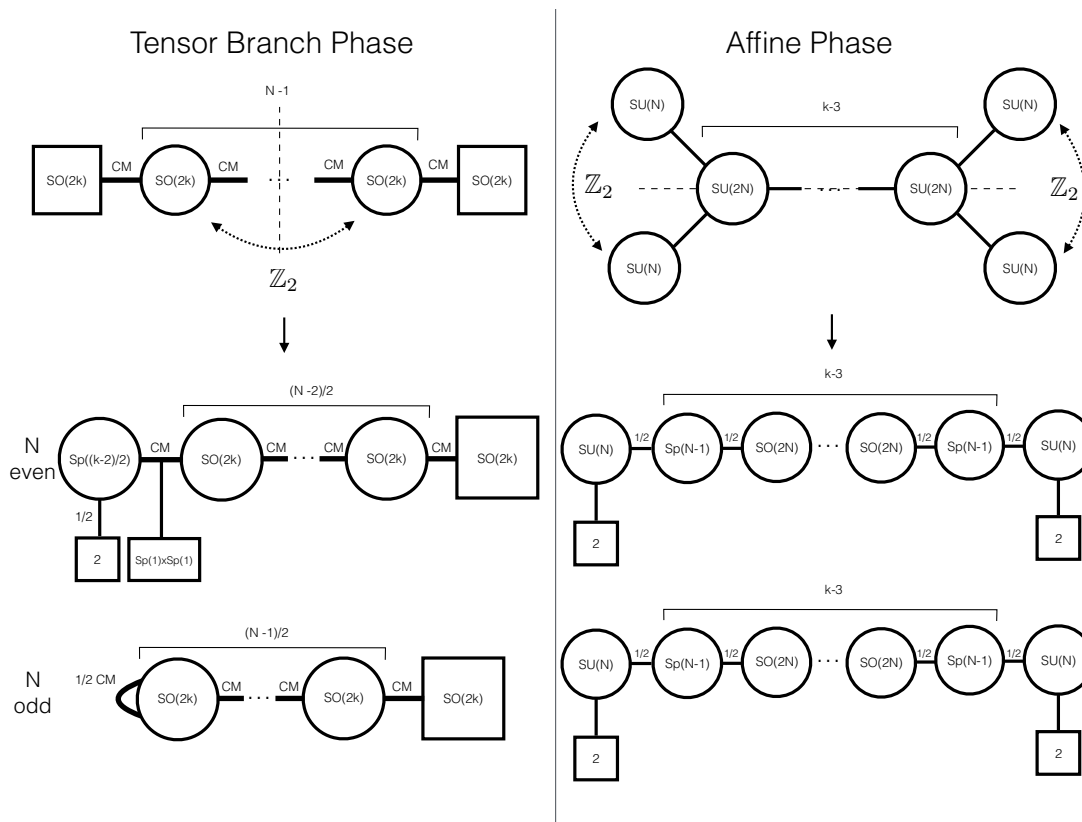 Tensor Branch Phase
N -1
SO(2k) CM SO(2k) CM ... CM SO(2k) CM SO(2k)
ℤ₂
Affine Phase
SU(N) SU(N)
k-3
ℤ₂ SU(2N) ... SU(2N) ℤ₂
SU(N) SU(N)
N
even
(N -2)/2
Sp((k-2)/2) CM SO(2k) CM ... CM SO(2k) CM SO(2k)
1/2
2 Sp(1)xSp(1)
k-3
SU(N) 1/2 Sp(N-1) 1/2 SO(2N) ... SO(2N) 1/2 Sp(N-1) 1/2 SU(N)
2 2
N
odd
(N -1)/2
1/2 CM SO(2k) CM ... CM SO(2k) CM SO(2k)
k-3
SU(N) 1/2 Sp(N-1) 1/2 SO(2N) ... SO(2N) 1/2 Sp(N-1) 1/2 SU(N)
2 2